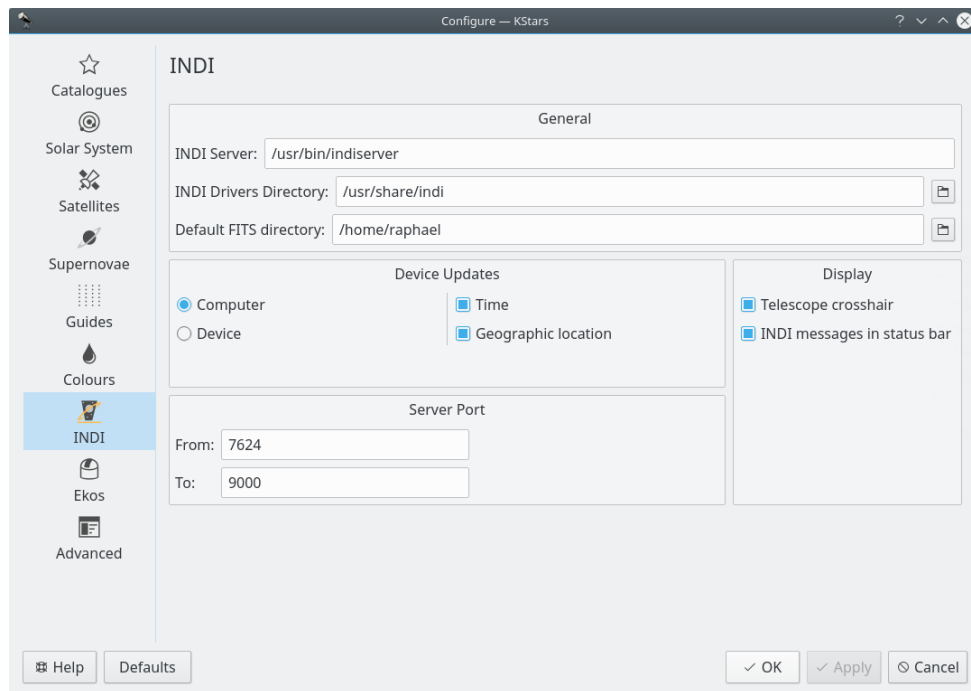 Configure — KStars
?
Catalogues
Solar System
Satellites
Supernovae
Guides
Colours
INDI
Ekos
Advanced
INDI
General
INDI Server: /usr/bin/indiserver
INDI Drivers Directory: /usr/share/indi
Default FITS directory: /home/raphael
Device Updates
Computer
Device
Time
Geographic location
Display
Telescope crosshair
INDI messages in status bar
Server Port
From: 7624
To: 9000
Help
Defaults
OK
Apply
Cancel